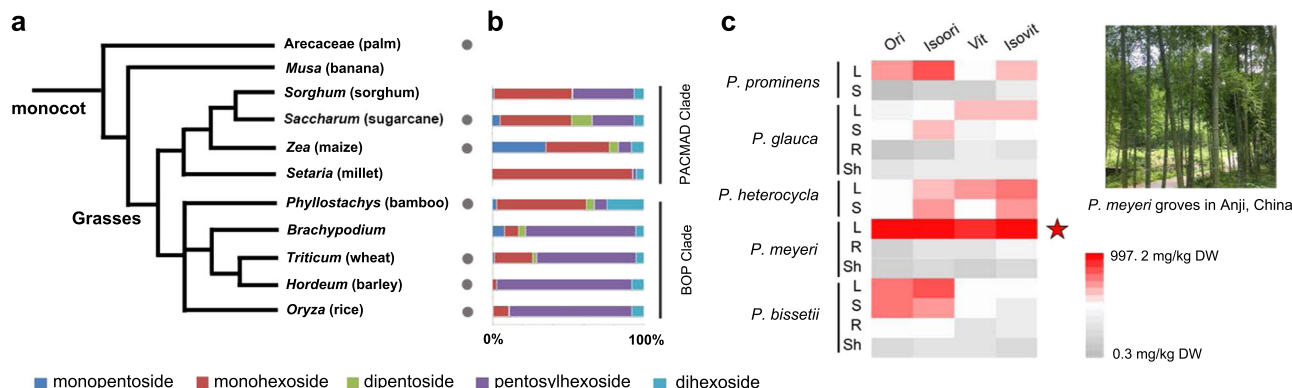 a
monocot
Grasses
Arecaceae (palm)
Musa (banana)
Sorghum (sorghum)
Saccharum (sugarcane)
Zea (maize)
Setaria (millet)
Phyllostachys (bamboo)
Brachypodium
Triticum (wheat)
Hordeum (barley)
Oryza (rice)
b
PACMAD Clade
BOP Clade
0% 100%
monopentoside monohexoside dipentoside pentosylhexoside dihexoside
c
Ori Isoori Vit Isovit
P. prominens
L
S
P. glauca
L
S
R
Sh
P. heterocycla
L
S
P. meyeri
L
R
Sh
P. bissetii
L
S
R
Sh
P. meyeri groves in Anji, China
997. 2 mg/kg DW
0.3 mg/kg DW